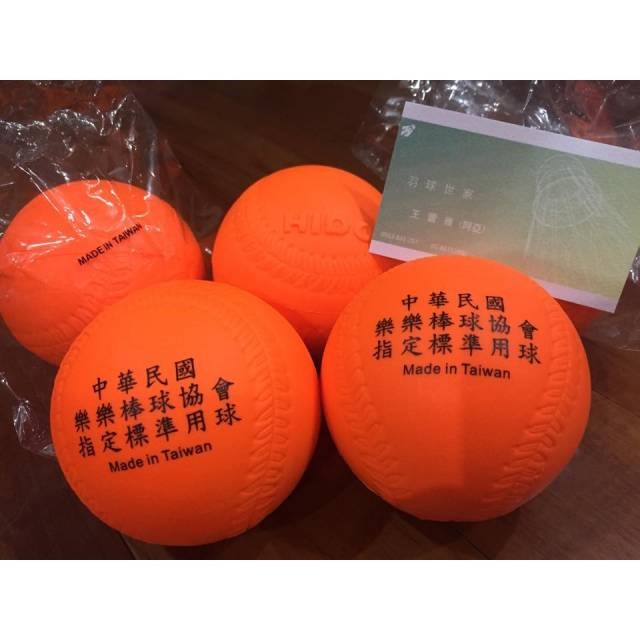 MADE IN TAIWAN
HIDO
羽球世家
中華民國
樂樂棒球協會
指定標準用球
Made in Taiwan
中華民國
樂樂棒球協會
指定標準用球
Made in Taiwan